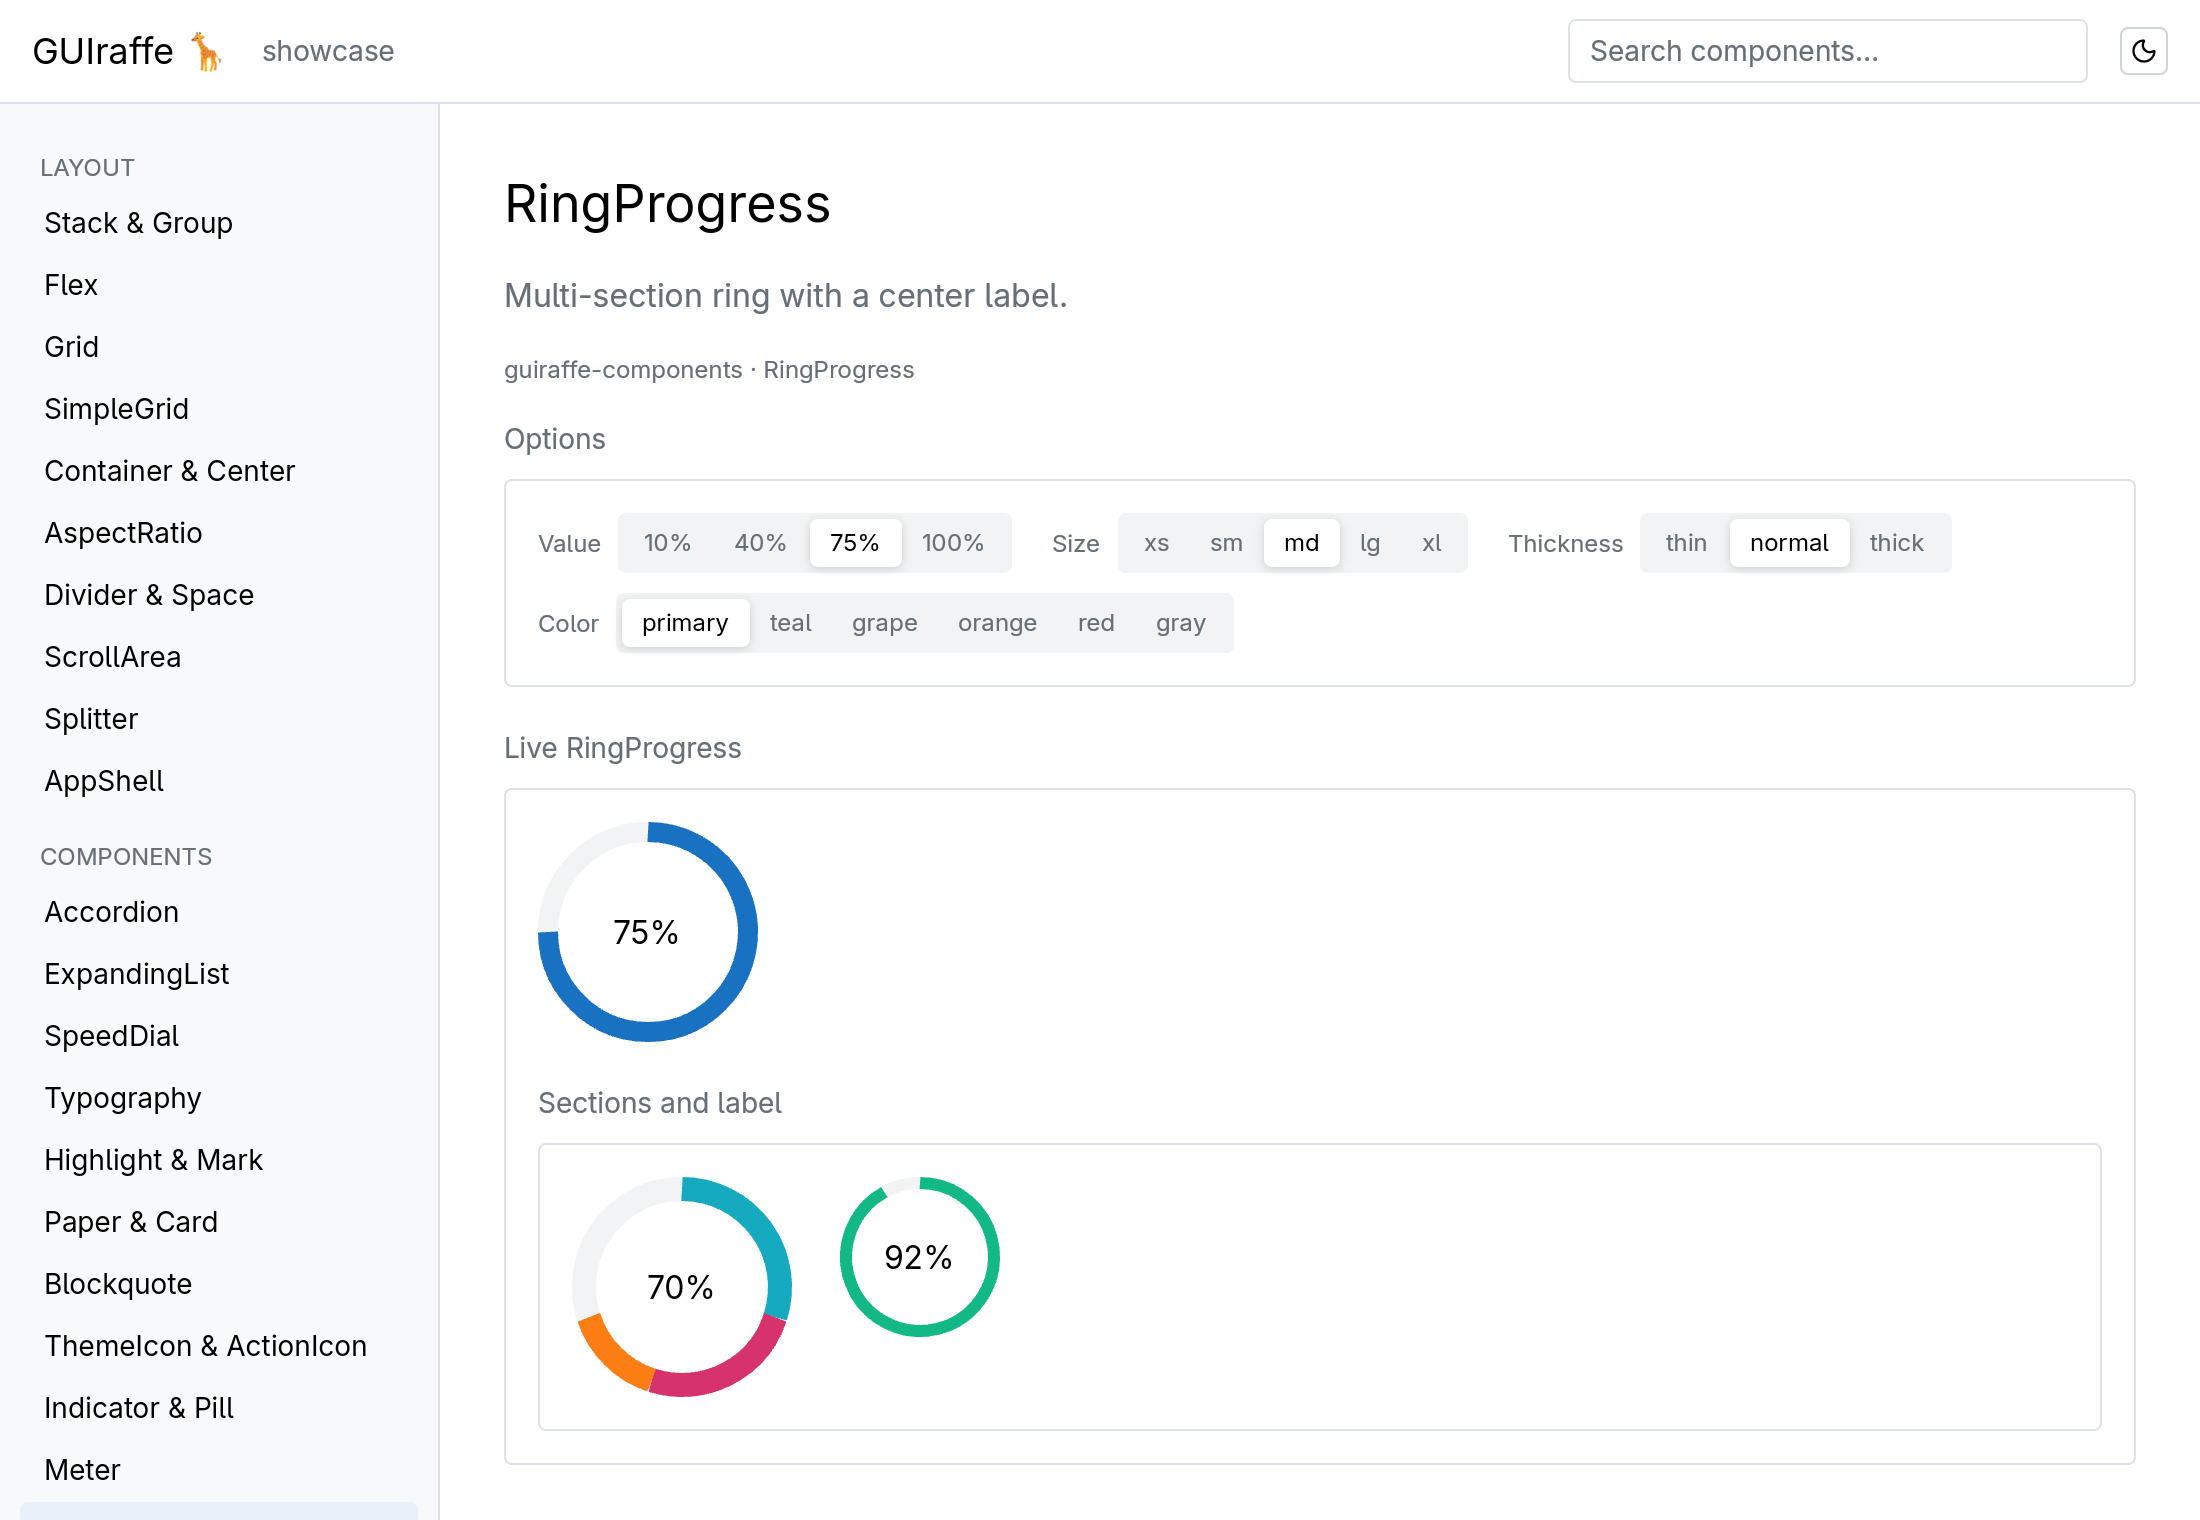 GUIraffe 🦒 showcase
Search components...
LAYOUT
Stack & Group
Flex
Grid
SimpleGrid
Container & Center
AspectRatio
Divider & Space
ScrollArea
Splitter
AppShell
COMPONENTS
Accordion
ExpandingList
SpeedDial
Typography
Highlight & Mark
Paper & Card
Blockquote
ThemeIcon & ActionIcon
Indicator & Pill
Meter
RingProgress
Multi-section ring with a center label.
guiraffe-components · RingProgress
Options
Value 10% 40% 75% 100% Size xs sm md lg xl Thickness thin normal thick
Color primary teal grape orange red gray
Live RingProgress
75%
Sections and label
70%
92%